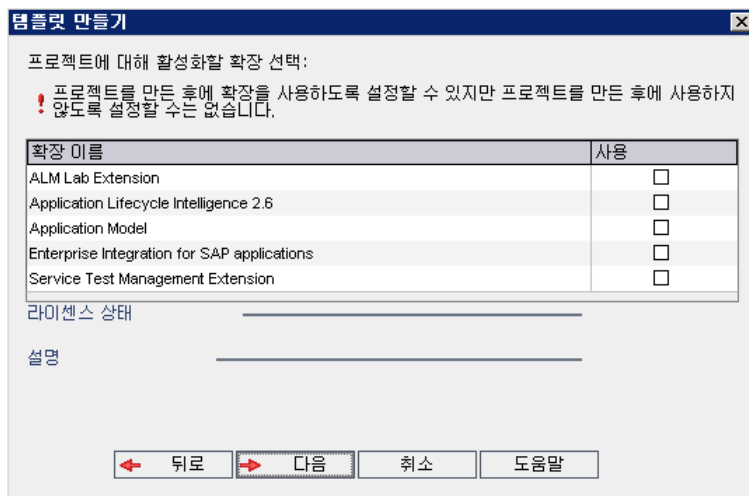 템플릿 만들기
프로젝트에 대해 활성화할 확장 선택:
프로젝트를 만든 후에 확장을 사용하도록 설정할 수 있지만 프로젝트를 만든 후에 사용하지
않도록 설정할 수는 없습니다.
확장 이름 사용
ALM Lab Extension
Application Lifecycle Intelligence 2.6
Application Model
Enterprise Integration for SAP applications
Service Test Management Extension
라이센스 상태
설명
뒤로 다음 취소 도움말